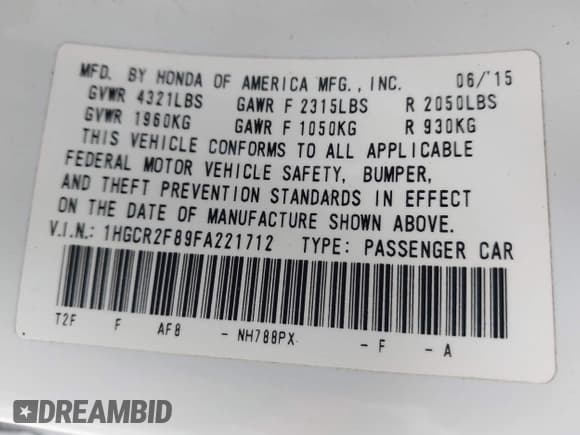 MFD. BY HONDA OF AMERICA MFG., INC. 06/'15
GVWR 4321LBS GAWR F 2315LBS R 2050LBS
GVWR 1960KG GAWR F 1050KG R 930KG
THIS VEHICLE CONFORMS TO ALL APPLICABLE
FEDERAL MOTOR VEHICLE SAFETY, BUMPER,
AND THEFT PREVENTION STANDARDS IN EFFECT
ON THE DATE OF MANUFACTURE SHOWN ABOVE.
V.I.N.: 1HGCR2F89FA221712 TYPE: PASSENGER CAR
T2F F AF8 - NH788PX - F - A
DREAMBID